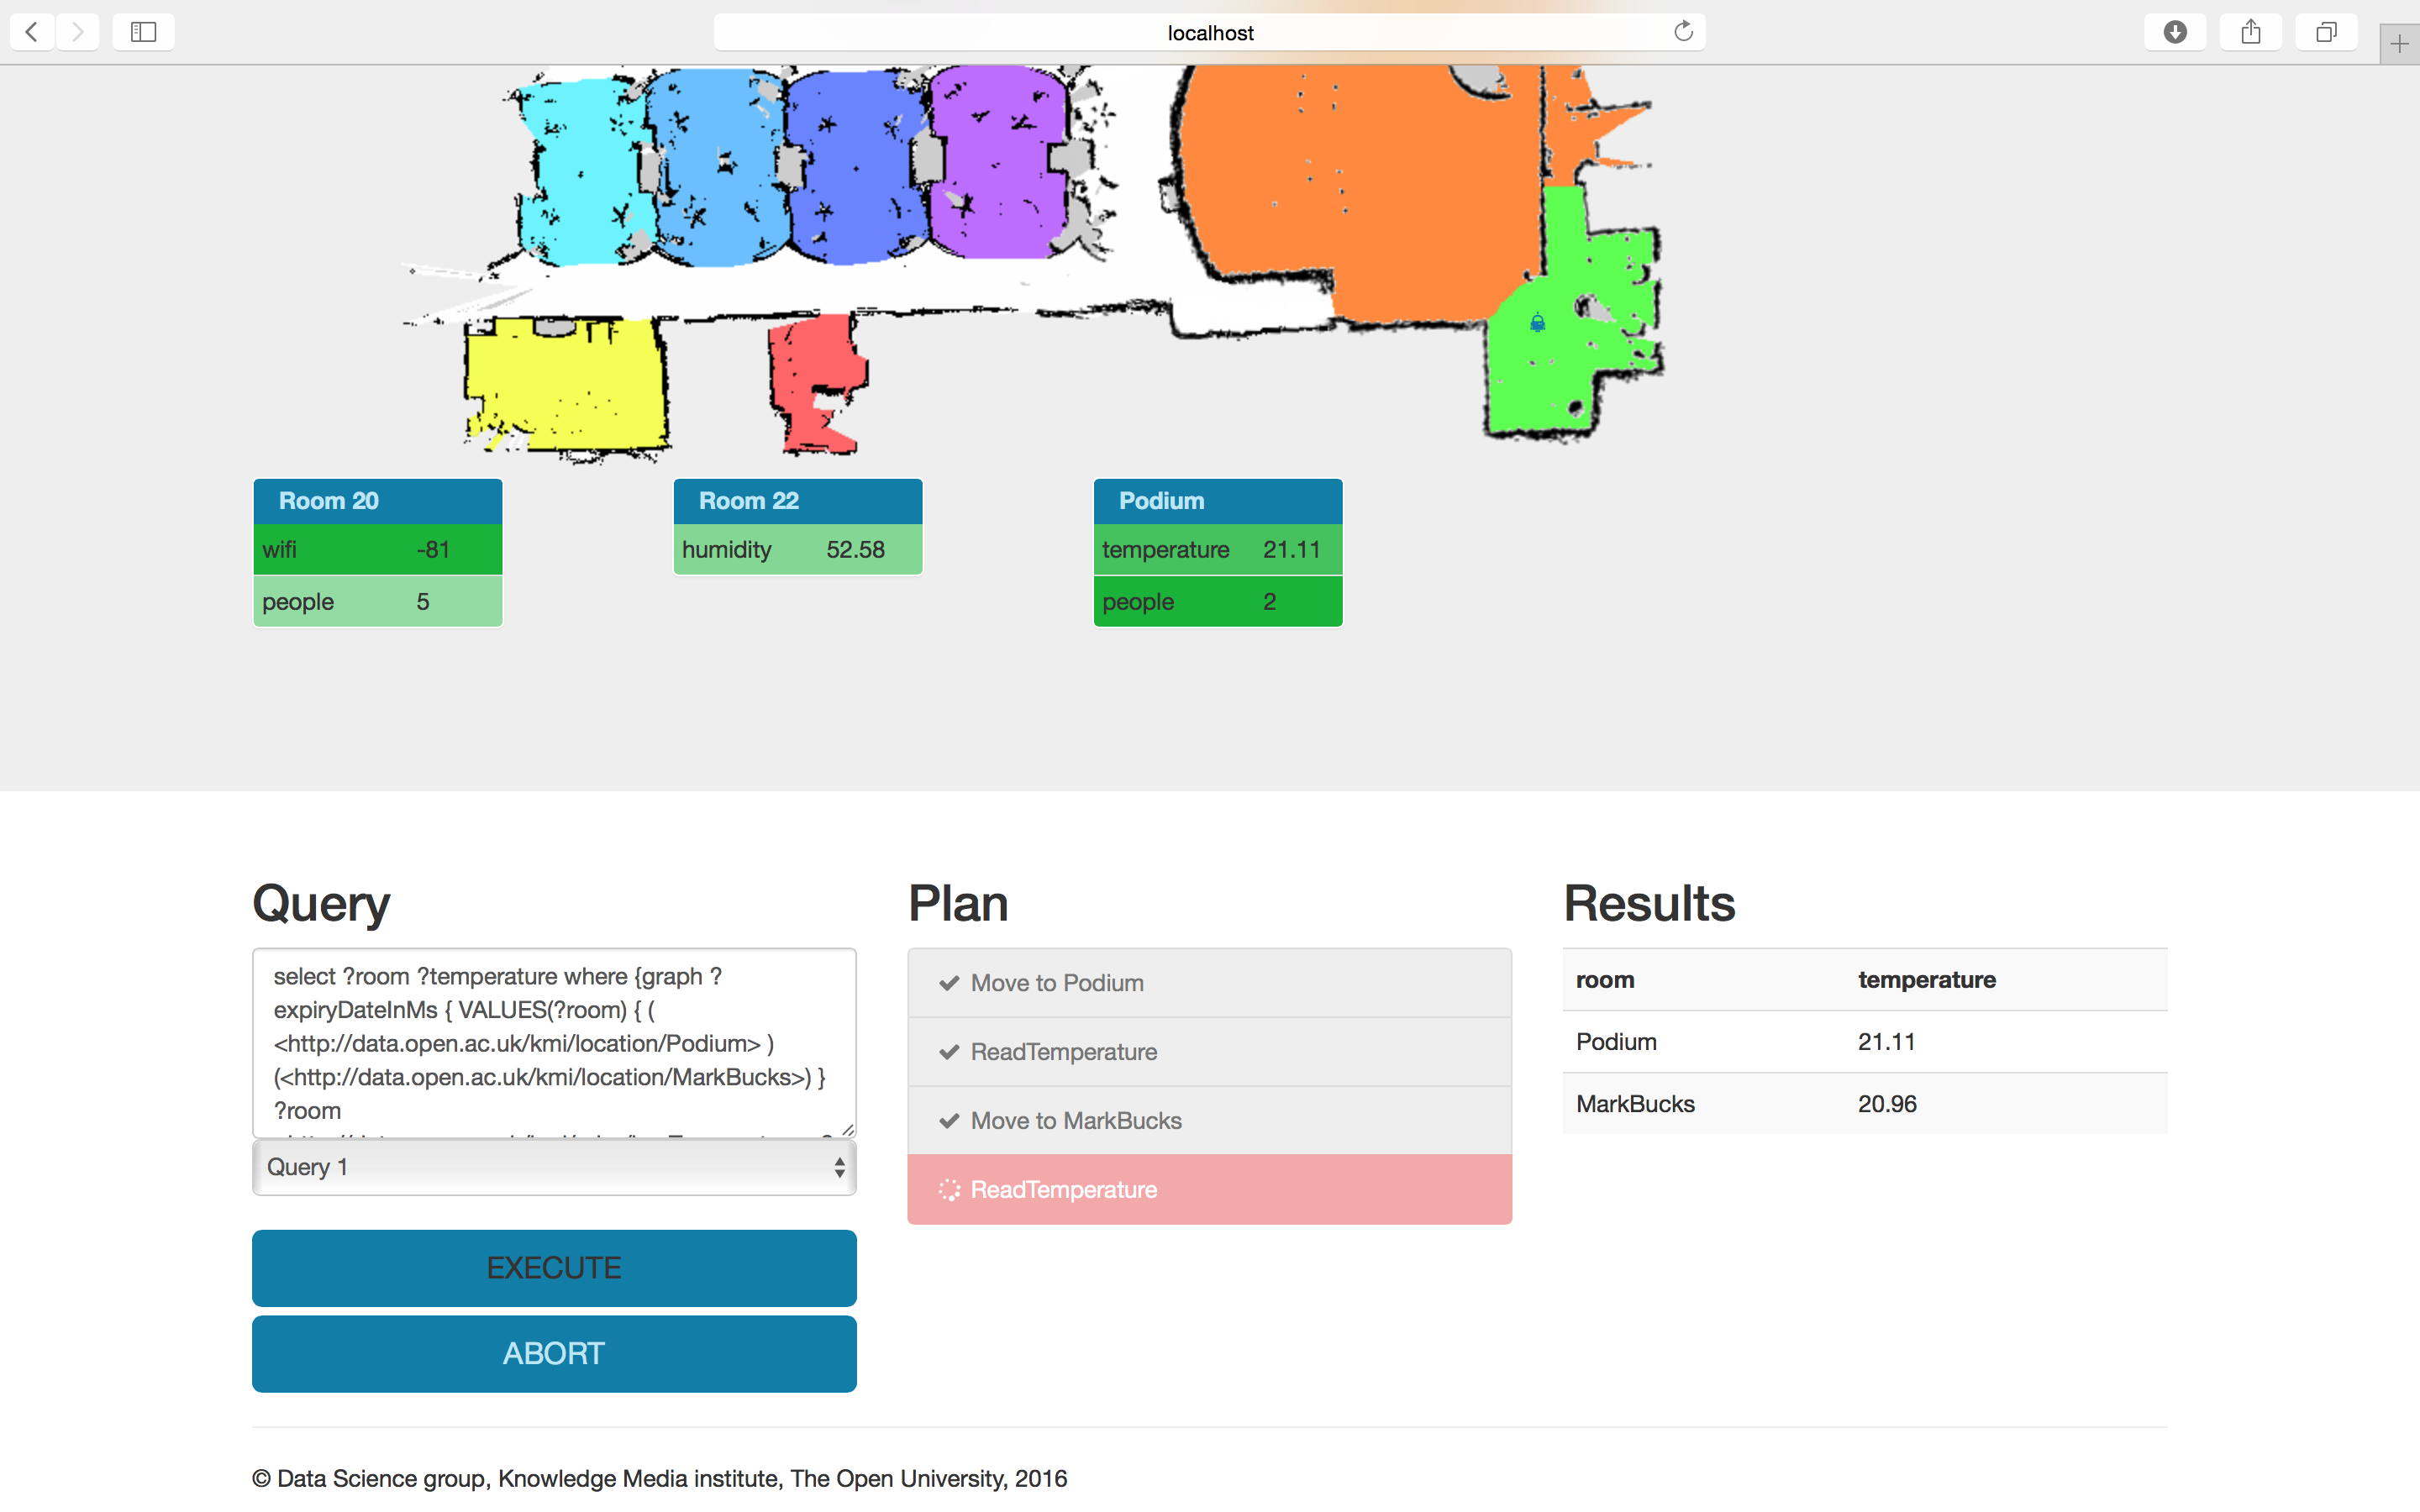 localhost
Room 20
wifi -81
people 5
Room 22
humidity 52.58
Podium
temperature 21.11
people 2
Query
select ?room ?temperature where {graph ?
expiryDateInMs { VALUES(?room) { (
<http://data.open.ac.uk/kmi/location/Podium> )
(<http://data.open.ac.uk/kmi/location/MarkBucks>) }
?room
Query 1
EXECUTE
ABORT
Plan
Move to Podium
ReadTemperature
Move to MarkBucks
ReadTemperature
Results
room temperature
Podium 21.11
MarkBucks 20.96
© Data Science group, Knowledge Media institute, The Open University, 2016